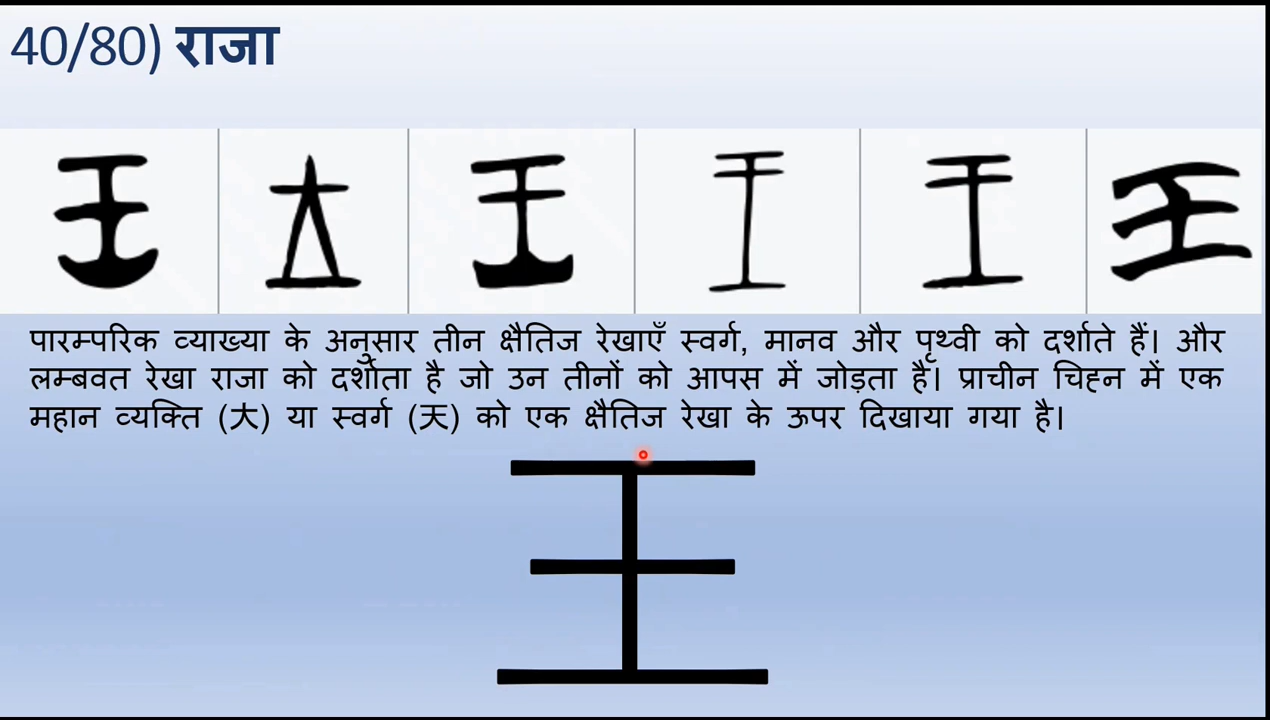 40/80) राजा
पारम्परिक व्याख्या के अनुसार तीन क्षैतिज रेखाएँ स्वर्ग, मानव और पृथ्वी को दर्शाते हैं। और
लम्बवत रेखा राजा को दर्शाता है जो उन तीनों को आपस में जोड़ता है। प्राचीन चिह्न में एक
महान व्यक्ति (大) या स्वर्ग (天) को एक क्षैतिज रेखा के ऊपर दिखाया गया है।
王